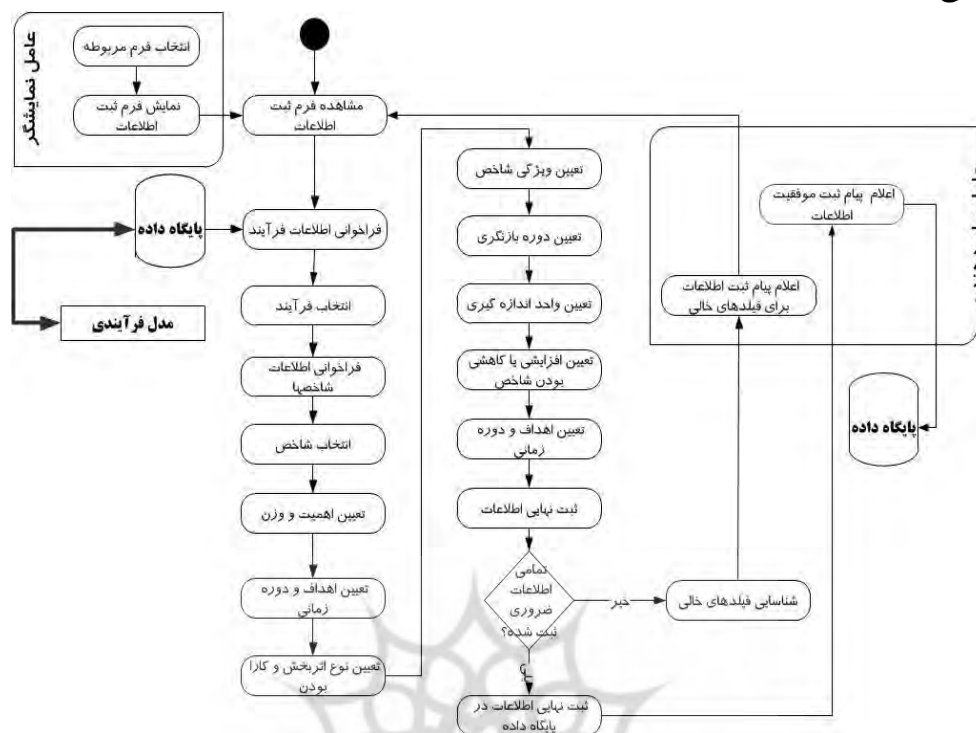 عامل نمایشگر
انتخاب فرم مربوطه
نمایش فرم ثبت
اطلاعات
مشاهده فرم ثبت
اطلاعات
پایگاه داده
مدل فرآیندی
فراخوانی اطلاعات فرآیند
انتخاب فرآیند
فراخوانی اطلاعات
شاخصها
انتخاب شاخص
تعیین اهمیت و وزن
تعیین اهداف و دوره
زمانی
تعیین نوع اثربخش و کارا
بودن
تعیین ویژگی شاخص
تعیین دوره بازنگری
تعیین واحد اندازه گیری
تعیین افزایشی یا کاهشی
بودن شاخص
تعیین اهداف و دوره
زمانی
ثبت نهایی اطلاعات
تمامی
اطلاعات
ضروری
ثبت شده؟
خیر
بلی
ثبت نهایی اطلاعات در
پایگاه داده
شناسایی فیلدهای خالی
اعلام پیام ثبت اطلاعات
برای فیلدهای خالی
اعلام پیام ثبت موفقیت
اطلاعات
پایگاه داده